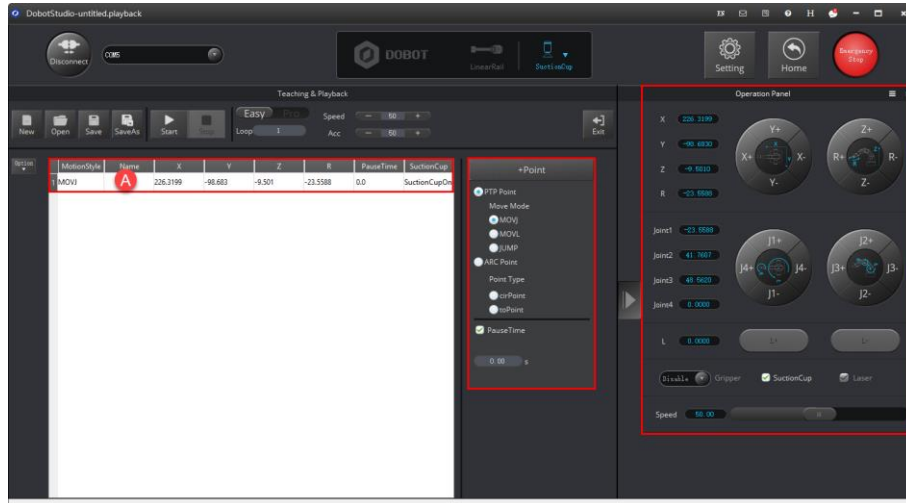 DobotStudio-untitled.playback
Disconnect
COM5
DOBOT
LinearRail
SuctionCup
Setting
Home
Emergency
Stop
Teaching & Playback
New
Open
Save
SaveAs
Start
Stop
Easy Pro
Loop 1
Speed - 50 +
Acc - 50 +
Exit
Option
MotionStyle Name X Y Z R PauseTime SuctionCup
1 MOVJ A 226.3199 -98.683 -9.501 -23.5588 0.0 SuctionCupOn
+Point
PTP Point
Move Mode
MOVJ
MOVL
JUMP
ARC Point
Point Type
cirPoint
toPoint
PauseTime
0.00 s
Operation Panel
X 226.3199
Y -98.6830
Z -9.5010
R -23.5588
Y+
X+ X-
Y-
Z+
R+ R-
Z-
Joint1 -23.5588
Joint2 41.7607
Joint3 48.5620
Joint4 0.0000
J1+
J4+ J4-
J1-
J2+
J3+ J3-
J2-
L 0.0000 L+ L-
Disable Gripper SuctionCup Laser
Speed 50.00